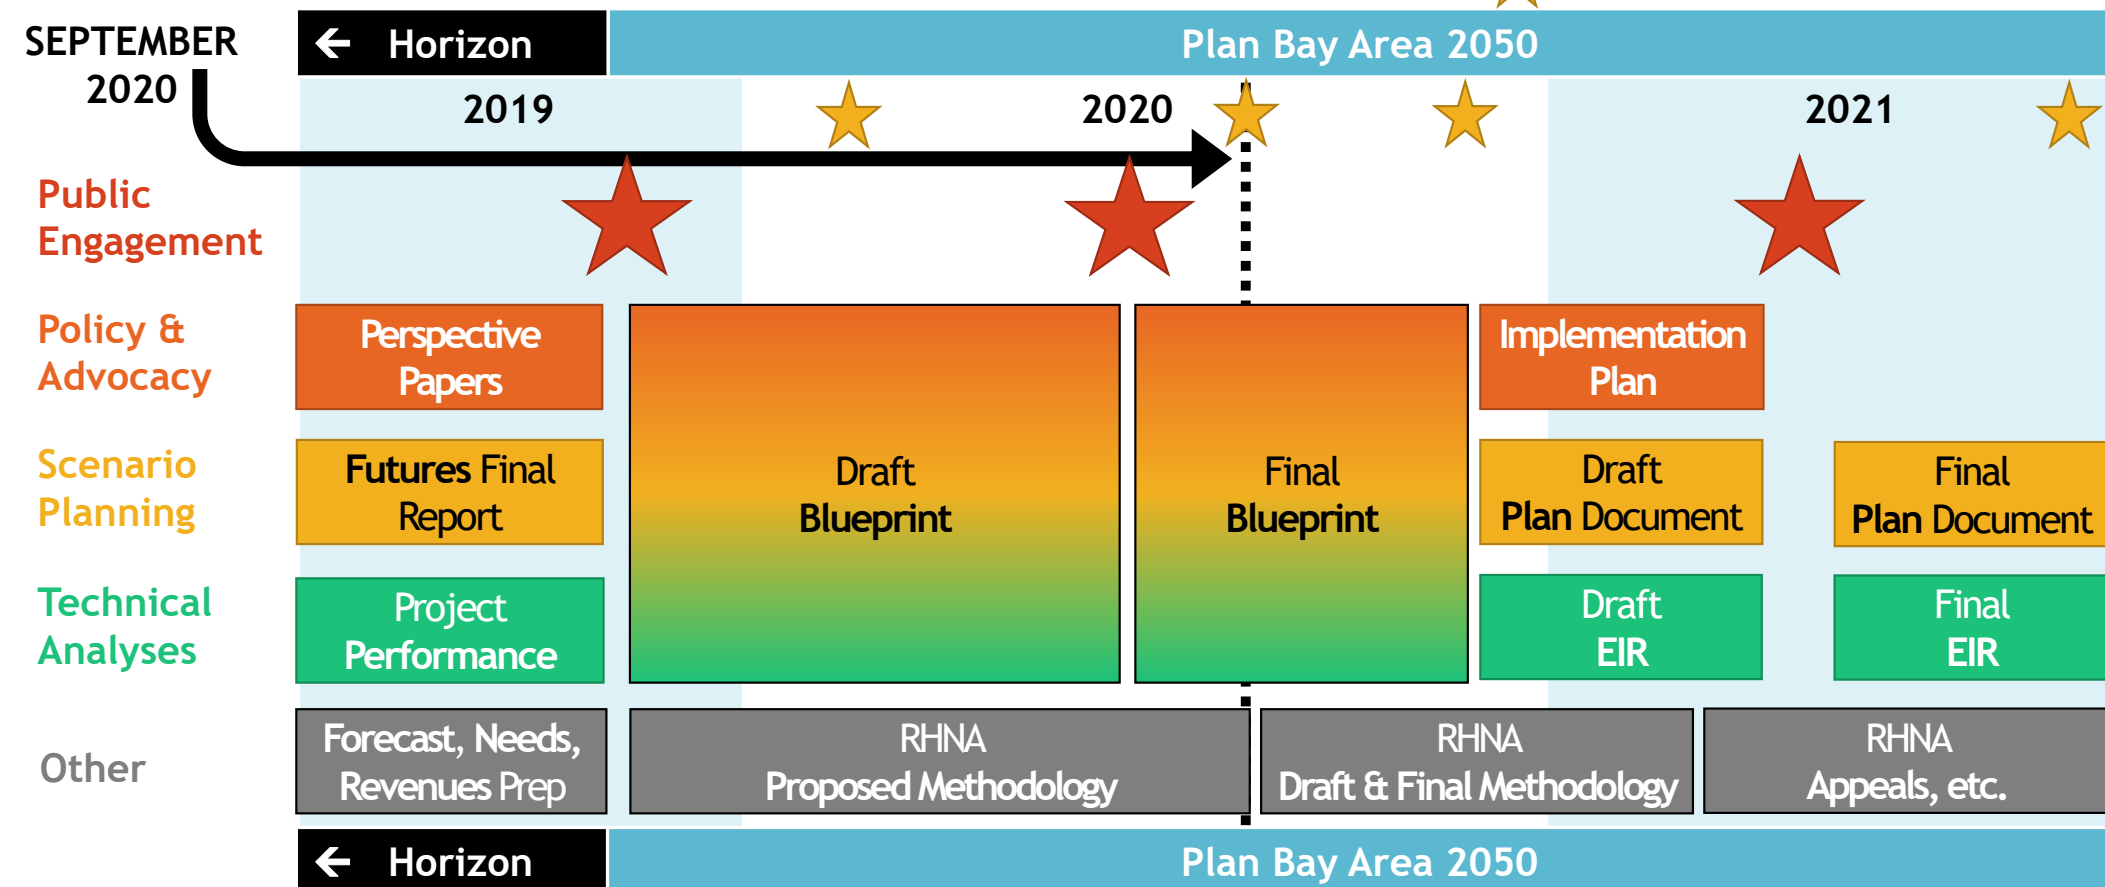 SEPTEMBER
2020
← Horizon
Plan Bay Area 2050
2019
2020
2021
Public
Engagement
Policy &
Advocacy
Perspective
Papers
Implementation
Plan
Scenario
Planning
Futures Final
Report
Draft
Blueprint
Final
Blueprint
Draft
Plan Document
Final
Plan Document
Technical
Analyses
Project
Performance
Draft
EIR
Final
EIR
Other
Forecast, Needs,
Revenues Prep
RHNA
Proposed Methodology
RHNA
Draft & Final Methodology
RHNA
Appeals, etc.
← Horizon
Plan Bay Area 2050